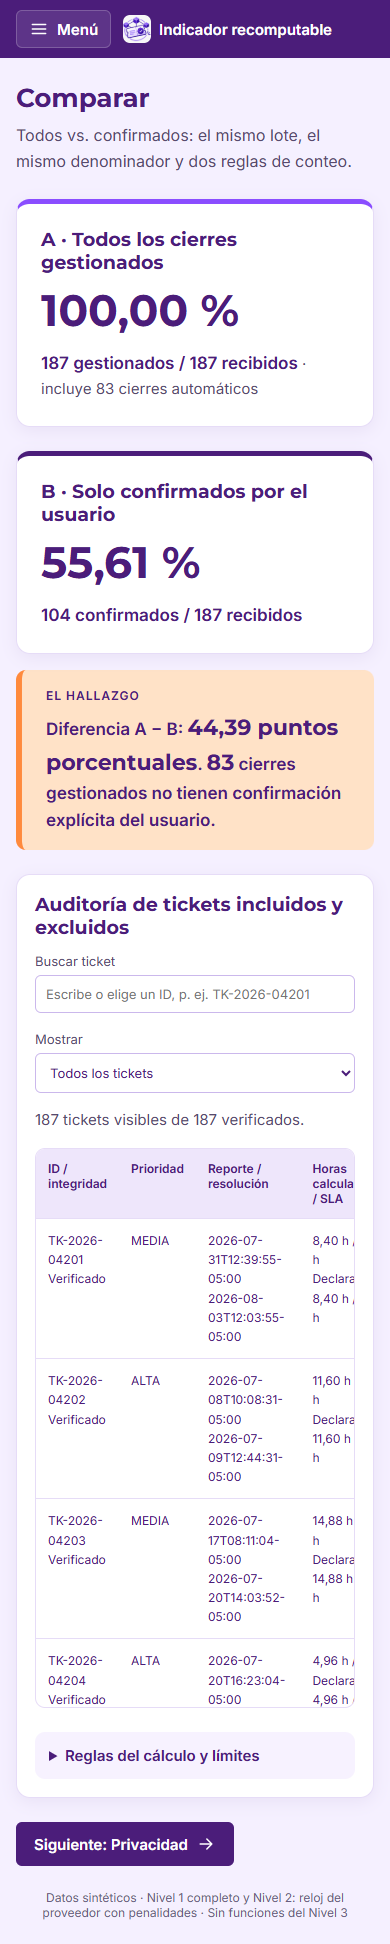 Menú
Indicador recomputable
Comparar
Todos vs. confirmados: el mismo lote, el
mismo denominador y dos reglas de conteo.
A · Todos los cierres
gestionados
100,00 %
187 gestionados / 187 recibidos ·
incluye 83 cierres automáticos
B · Solo confirmados por el
usuario
55,61 %
104 confirmados / 187 recibidos
EL HALLAZGO
Diferencia A − B: 44,39 puntos
porcentuales. 83 cierres
gestionados no tienen confirmación
explícita del usuario.
Auditoría de tickets incluidos y
excluidos
Buscar ticket
Escribe o elige un ID, p. ej. TK-2026-04201
Mostrar
Todos los tickets
187 tickets visibles de 187 verificados.
ID /
integridad
Prioridad
Reporte /
resolución
Horas
calcula
/ SLA
TK-2026-
04201
Verificado
MEDIA
2026-07-
31T12:39:55-
05:00
2026-08-
03T12:03:55-
05:00
8,40 h /
h
Declara
8,40 h /
h
TK-2026-
04202
Verificado
ALTA
2026-07-
08T10:08:31-
05:00
2026-07-
09T12:44:31-
05:00
11,60 h
h
Declara
11,60 h
h
TK-2026-
04203
Verificado
MEDIA
2026-07-
17T08:11:04-
05:00
2026-07-
20T14:03:52-
05:00
14,88 h
h
Declara
14,88 h
h
TK-2026-
04204
Verificado
ALTA
2026-07-
20T16:23:04-
05:00
4,96 h /
Declara
4,96 h
Reglas del cálculo y límites
Siguiente: Privacidad
Datos sintéticos · Nivel 1 completo y Nivel 2: reloj del
proveedor con penalidades · Sin funciones del Nivel 3